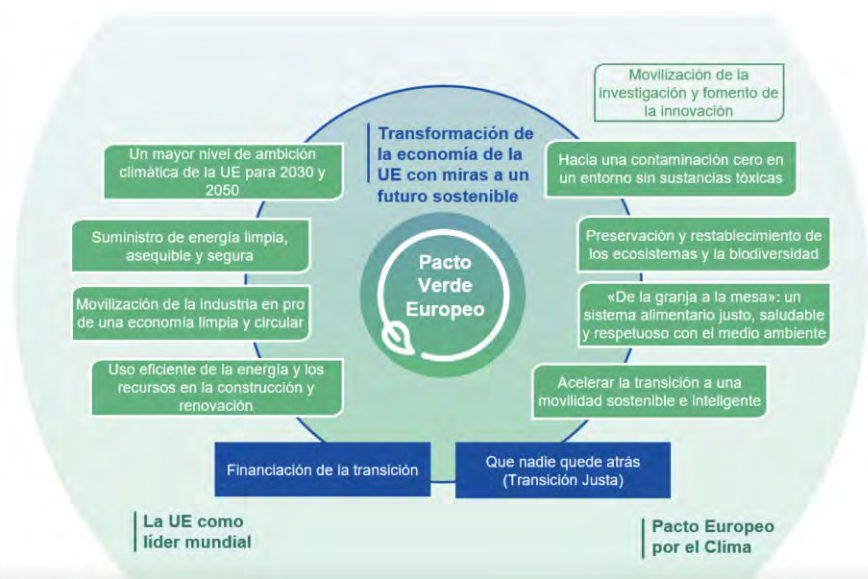 Movilización de la
investigación y fomento de
la innovación
Transformación de
la economía de la
UE con miras a un
futuro sostenible
Un mayor nivel de ambición
climática de la UE para 2030 y
2050
Hacia una contaminación cero en
un entorno sin sustancias tóxicas
Suministro de energía limpia,
asequible y segura
Preservación y restablecimiento de
los ecosistemas y la biodiversidad
Pacto
Verde
Europeo
Movilización de la industria en pro
de una economía limpia y circular
«De la granja a la mesa»: un
sistema alimentario justo, saludable
y respetuoso con el medio ambiente
Uso eficiente de la energía y los
recursos en la construcción y
renovación
Acelerar la transición a una
movilidad sostenible e inteligente
Financiación de la transición
Que nadie quede atrás
(Transición Justa)
La UE como
líder mundial
Pacto Europeo
por el Clima